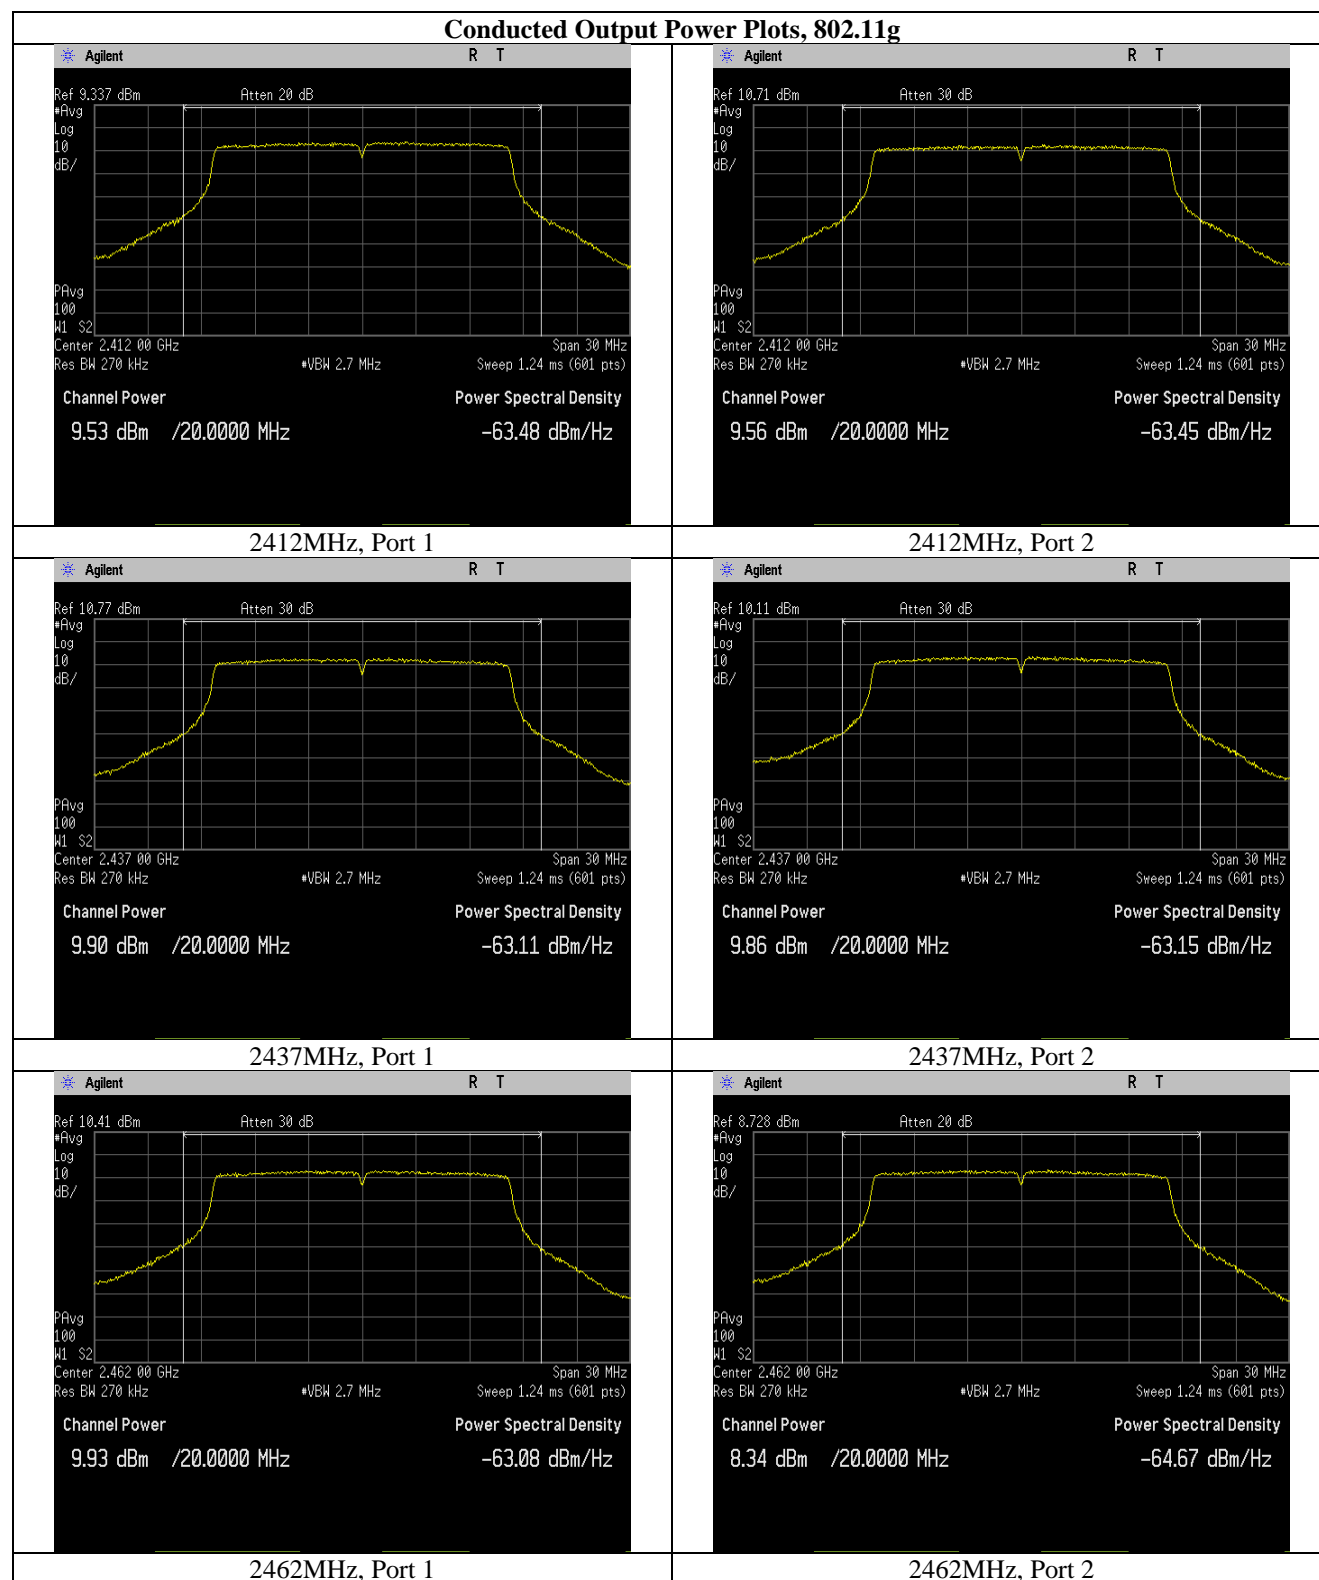 Conducted Output Power Plots, 802.11g
Agilent R T
Ref 9.337 dBm Atten 20 dB
#Avg
Log
10
dB/
PAvg
100
W1 S2
Center 2.412 00 GHz Span 30 MHz
Res BW 270 kHz #VBW 2.7 MHz Sweep 1.24 ms (601 pts)
Channel Power Power Spectral Density
9.53 dBm /20.0000 MHz -63.48 dBm/Hz
Agilent R T
Ref 10.71 dBm Atten 30 dB
#Avg
Log
10
dB/
PAvg
100
W1 S2
Center 2.412 00 GHz Span 30 MHz
Res BW 270 kHz #VBW 2.7 MHz Sweep 1.24 ms (601 pts)
Channel Power Power Spectral Density
9.56 dBm /20.0000 MHz -63.45 dBm/Hz
2412MHz, Port 1
2412MHz, Port 2
Agilent R T
Ref 10.77 dBm Atten 30 dB
#Avg
Log
10
dB/
PAvg
100
W1 S2
Center 2.437 00 GHz Span 30 MHz
Res BW 270 kHz #VBW 2.7 MHz Sweep 1.24 ms (601 pts)
Channel Power Power Spectral Density
9.90 dBm /20.0000 MHz -63.11 dBm/Hz
Agilent R T
Ref 10.11 dBm Atten 30 dB
#Avg
Log
10
dB/
PAvg
100
W1 S2
Center 2.437 00 GHz Span 30 MHz
Res BW 270 kHz #VBW 2.7 MHz Sweep 1.24 ms (601 pts)
Channel Power Power Spectral Density
9.86 dBm /20.0000 MHz -63.15 dBm/Hz
2437MHz, Port 1
2437MHz, Port 2
Agilent R T
Ref 10.41 dBm Atten 30 dB
#Avg
Log
10
dB/
PAvg
100
W1 S2
Center 2.462 00 GHz Span 30 MHz
Res BW 270 kHz #VBW 2.7 MHz Sweep 1.24 ms (601 pts)
Channel Power Power Spectral Density
9.93 dBm /20.0000 MHz -63.08 dBm/Hz
Agilent R T
Ref 8.728 dBm Atten 20 dB
#Avg
Log
10
dB/
PAvg
100
W1 S2
Center 2.462 00 GHz Span 30 MHz
Res BW 270 kHz #VBW 2.7 MHz Sweep 1.24 ms (601 pts)
Channel Power Power Spectral Density
8.34 dBm /20.0000 MHz -64.67 dBm/Hz
2462MHz, Port 1
2462MHz, Port 2